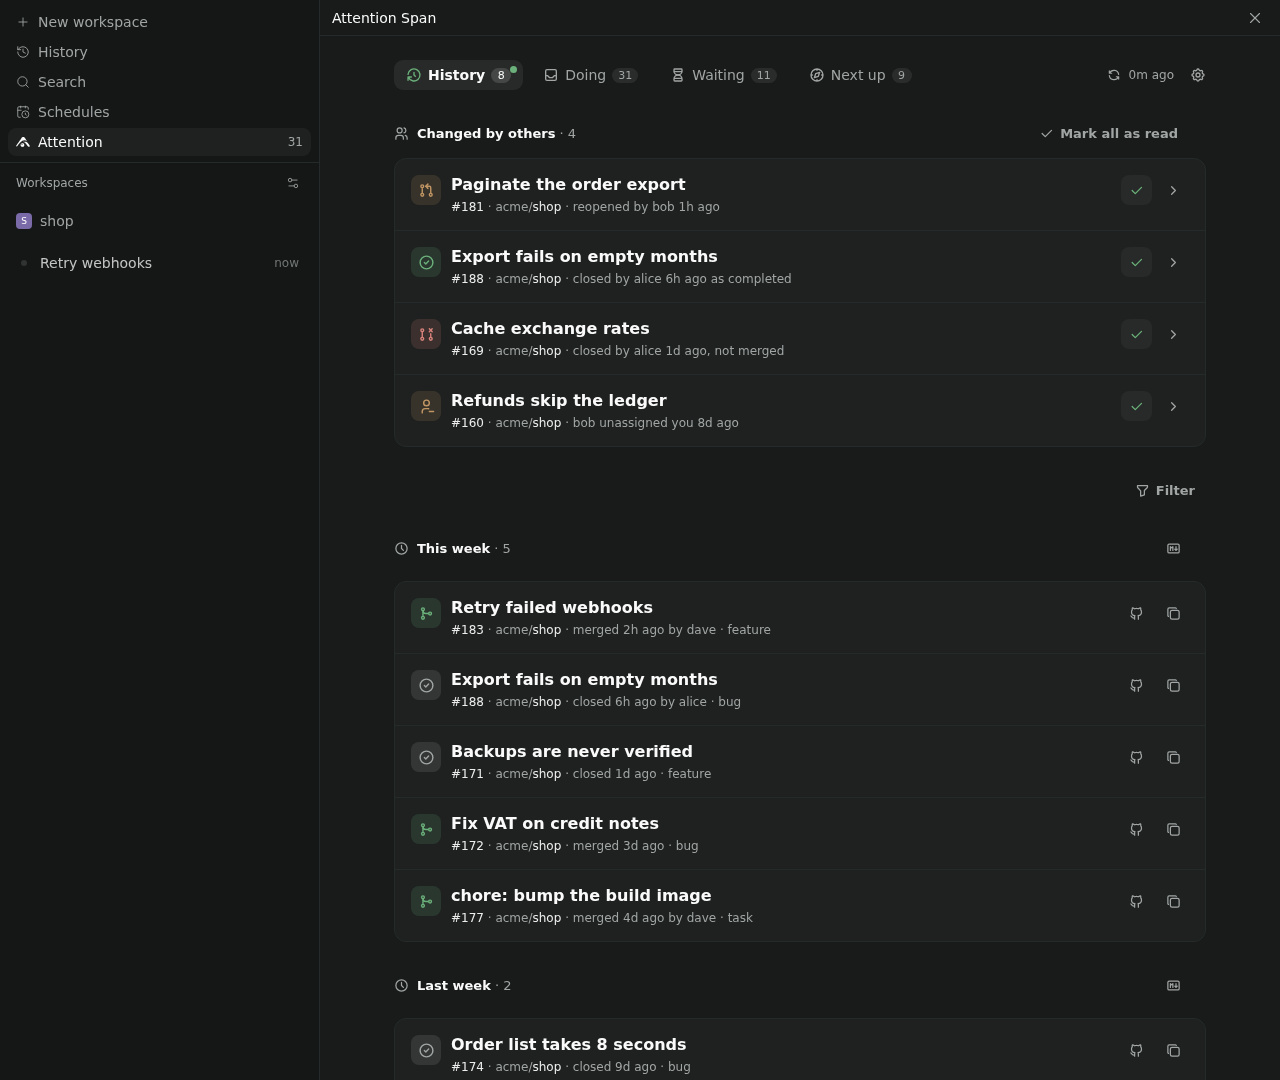 New workspace
History
Search
Schedules
Attention 31
Workspaces
S shop
Retry webhooks now
Attention Span
History 8 Doing 31 Waiting 11 Next up 9 0m ago
Changed by others · 4 Mark all as read
Paginate the order export
#181 · acme/shop · reopened by bob 1h ago
Export fails on empty months
#188 · acme/shop · closed by alice 6h ago as completed
Cache exchange rates
#169 · acme/shop · closed by alice 1d ago, not merged
Refunds skip the ledger
#160 · acme/shop · bob unassigned you 8d ago
Filter
This week · 5
Retry failed webhooks
#183 · acme/shop · merged 2h ago by dave · feature
Export fails on empty months
#188 · acme/shop · closed 6h ago by alice · bug
Backups are never verified
#171 · acme/shop · closed 1d ago · feature
Fix VAT on credit notes
#172 · acme/shop · merged 3d ago · bug
chore: bump the build image
#177 · acme/shop · merged 4d ago by dave · task
Last week · 2
Order list takes 8 seconds
#174 · acme/shop · closed 9d ago · bug